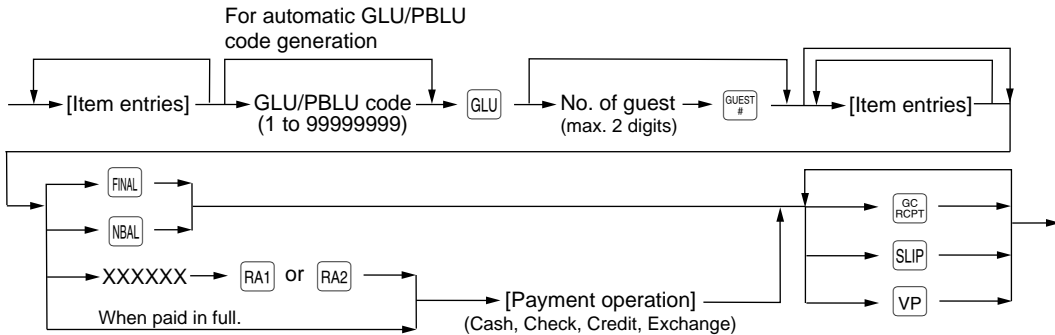 For automatic GLU/PBLU
code generation
[Item entries]
GLU/PBLU code
(1 to 99999999)
GLU
No. of guest
(max. 2 digits)
GUEST
#
[Item entries]
FINAL
NBAL
XXXXXX
RA1 or RA2
When paid in full.
[Payment operation]
(Cash, Check, Credit, Exchange)
GC
RCPT
SLIP
VP